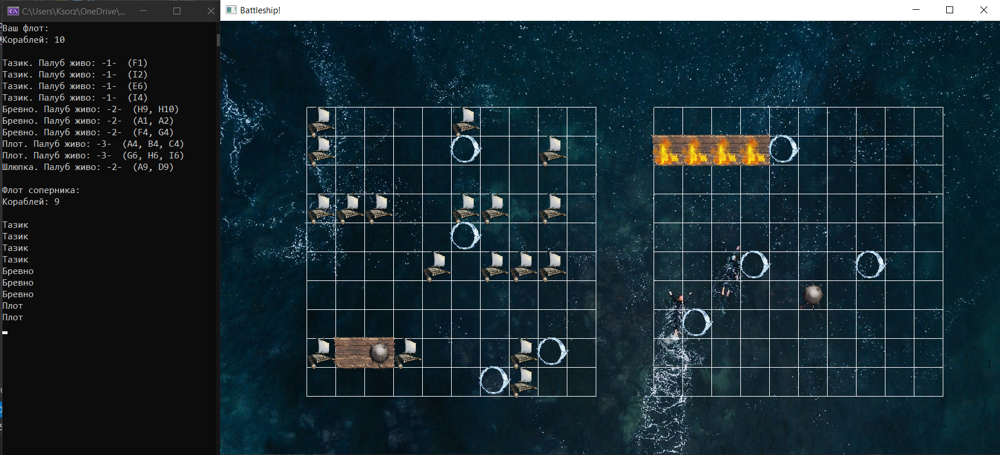 C:\Users\Ksorz\OneDrive\...
Ваш флот:
Кораблей: 10
Тазик. Палуб живо: -1-  (F1)
Тазик. Палуб живо: -1-  (I2)
Тазик. Палуб живо: -1-  (E6)
Тазик. Палуб живо: -1-  (I4)
Бревно. Палуб живо: -2-  (H9, H10)
Бревно. Палуб живо: -2-  (A1, A2)
Бревно. Палуб живо: -2-  (F4, G4)
Плот. Палуб живо: -3-  (A4, B4, C4)
Плот. Палуб живо: -3-  (G6, H6, I6)
Шлюпка. Палуб живо: -2-  (A9, D9)
Флот соперника:
Кораблей: 9
Тазик
Тазик
Тазик
Тазик
Бревно
Бревно
Бревно
Плот
Плот
Battleship!